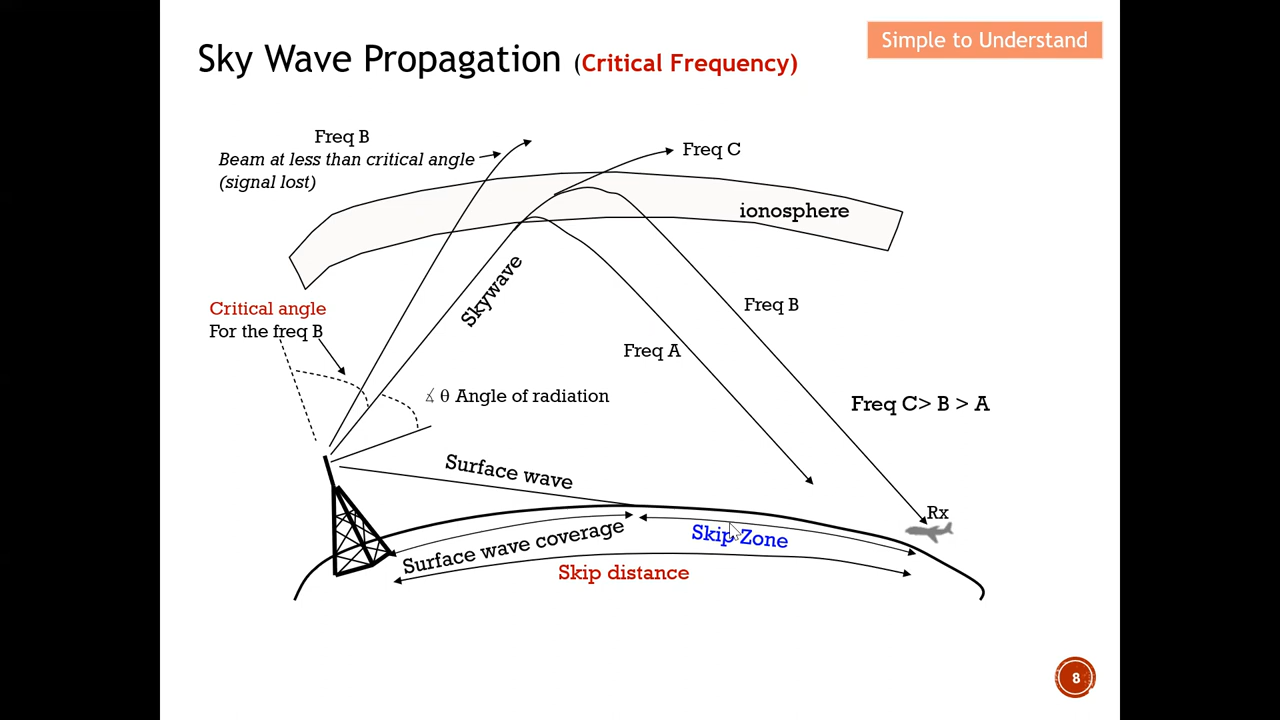 Simple to Understand
Sky Wave Propagation (Critical Frequency)
Freq B
Beam at less than critical angle
(signal lost)
Freq C
ionosphere
Skywave
Critical angle
For the freq B
Freq B
Freq A
∡ θ Angle of radiation
Freq C> B > A
Surface wave
Rx
Surface wave coverage
Skip Zone
Skip distance
8